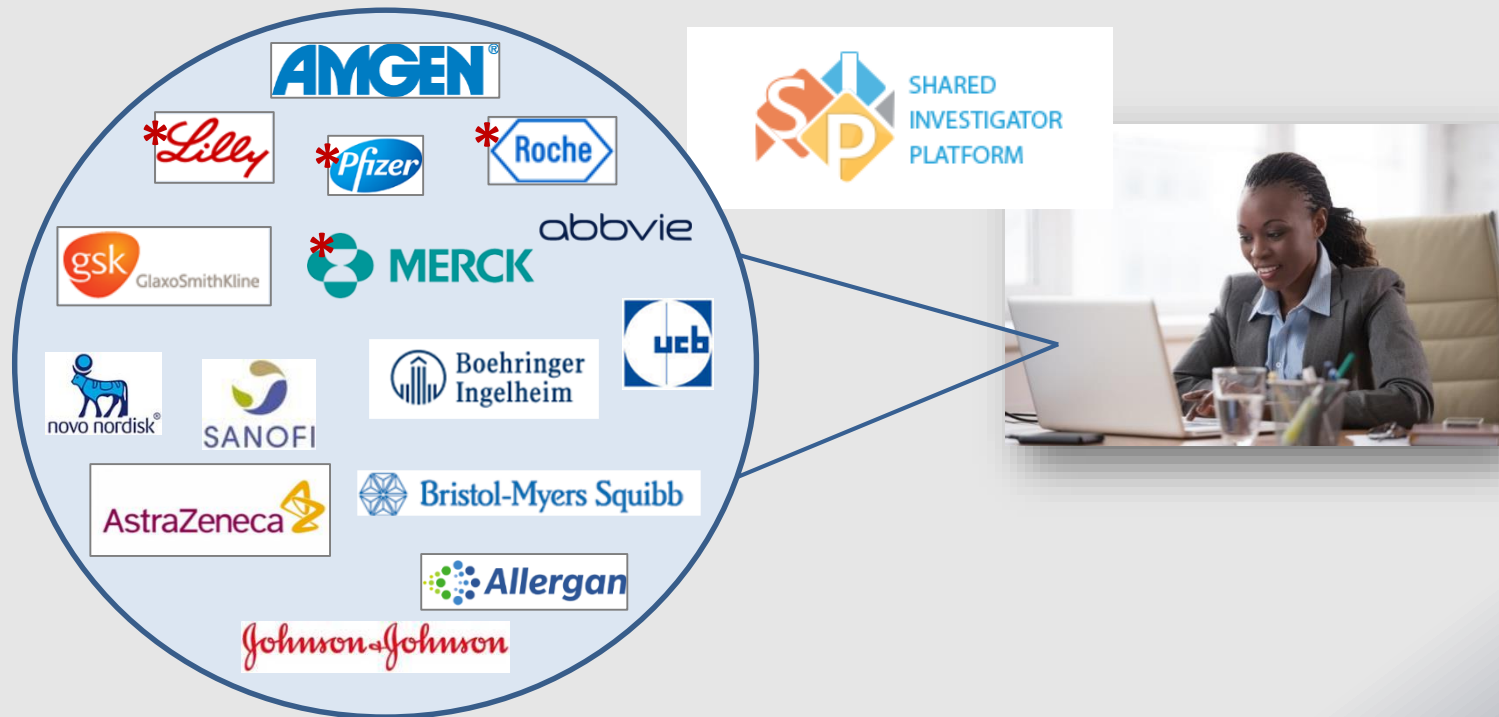 AMGEN®
SIP
SHARED
INVESTIGATOR
PLATFORM
*Lilly
*Pfizer
*Roche
abbvie
gsk
GlaxoSmithKline
*MERCK
ucb
novo nordisk®
SANOFI
Boehringer
Ingelheim
AstraZeneca
Bristol-Myers Squibb
Allergan
Johnson&Johnson